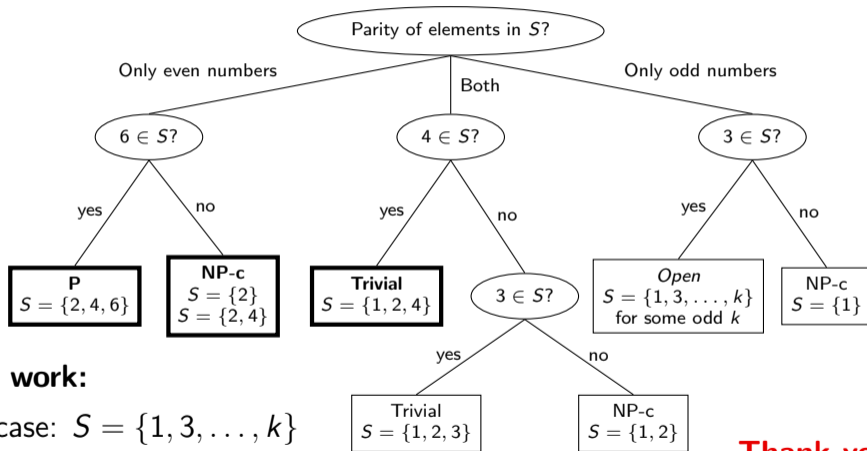 Parity of elements in S?
Only even numbers
Both
Only odd numbers
6 ∈ S?
4 ∈ S?
3 ∈ S?
yes
no
yes
no
yes
no
P
S = {2, 4, 6}
NP-c
S = {2}
S = {2, 4}
Trivial
S = {1, 2, 4}
3 ∈ S?
Open
S = {1, 3, . . . , k}
for some odd k
NP-c
S = {1}
yes
no
work:
case: S = {1, 3, . . . , k}
Trivial
S = {1, 2, 3}
NP-c
S = {1, 2}